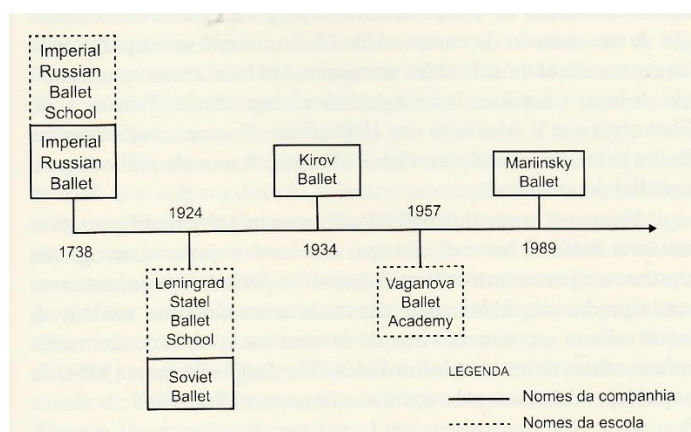 Imperial
Russian
Ballet
School
Imperial
Russian
Ballet
Kirov
Ballet
Mariinsky
Ballet
1924
1957
1738
1934
1989
Leningrad
Statel
Ballet
School
Soviet
Ballet
Vaganova
Ballet
Academy
LEGENDA
Nomes da companhia
Nomes da escola